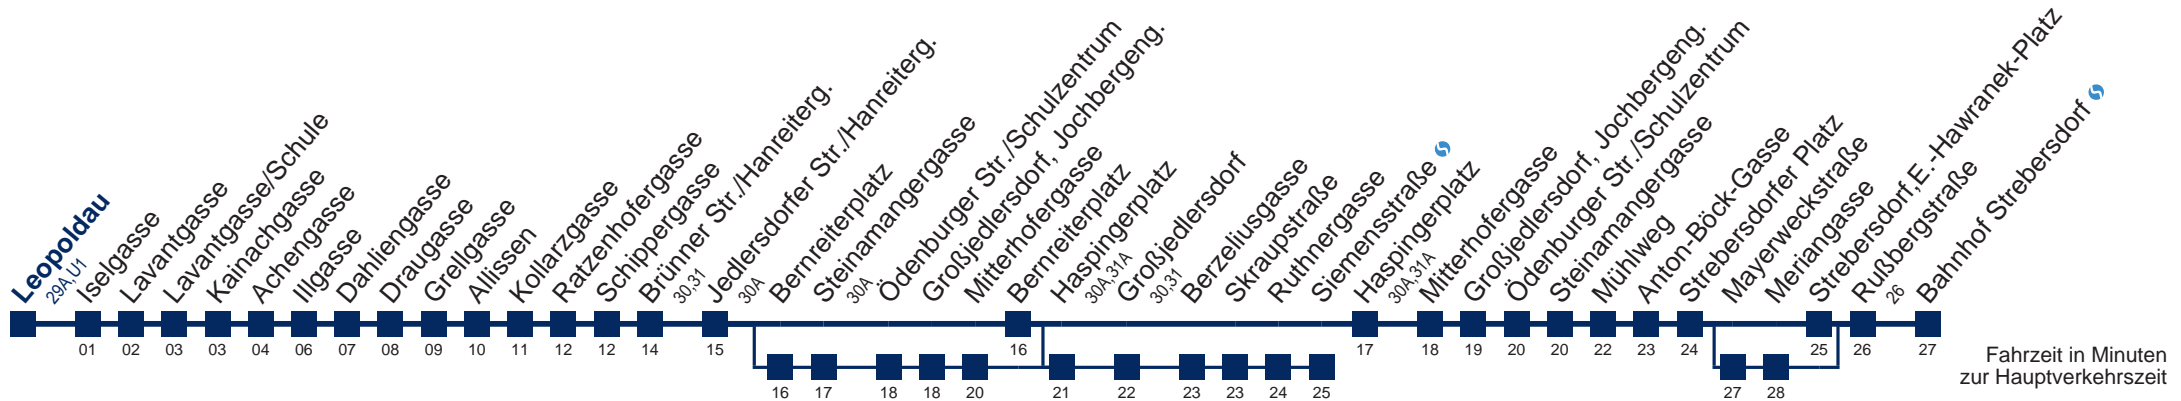 Leopoldau
29A, U1
Iselgasse
Lavantgasse
Lavantgasse/Schule
Kainachgasse
Achengasse
Illgasse
Dahliengasse
Draugasse
Grellgasse
Allissen
Kollarzgasse
Ratzenhofergasse
Schippergasse
Brünner Str./Hanreiterg.
30,31
Jedlersdorfer Str./Hanreiterg.
30A
Bernreiterplatz
Steinamangergasse
30A
Ödenburger Str./Schulzentrum
Großjedlersdorf, Jochbergeng.
Mitterhofergasse
Bernreiterplatz
Haspingerplatz
30A,31A
Großjedlersdorf
30,31
Berzeliusgasse
Skraupstraße
Ruthnergasse
Siemensstraße
Haspingerplatz
30A,31A
Mitterhofergasse
Großjedlersdorf, Jochbergeng.
Ödenburger Str./Schulzentrum
Steinamangergasse
Mühlweg
Anton-Böck-Gasse
Strebersdorfer Platz
Mayerweckstraße
Meriangasse
Strebersdorf,E.-Hawranek-Platz
Rußbergstraße
26
Bahnhof Strebersdorf
01 02 03 03 04 06 07 08 09 10 11 12 12 14 15 16 17 18 19 20 20 22 23 24 25 26 27
16 17 18 18 20 21 22 23 23 24 25 27 28
Fahrzeit in Minuten
zur Hauptverkehrszeit